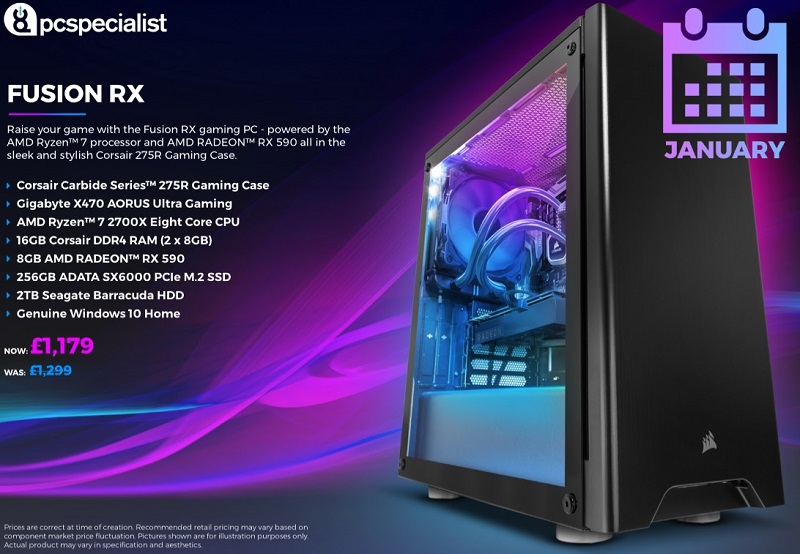 pcspecialist
FUSION RX
Raise your game with the Fusion RX gaming PC - powered by the
AMD Ryzen™ 7 processor and AMD RADEON™ RX 590 all in the
sleek and stylish Corsair 275R Gaming Case.
Corsair Carbide Series™ 275R Gaming Case
Gigabyte X470 AORUS Ultra Gaming
AMD Ryzen™ 7 2700X Eight Core CPU
16GB Corsair DDR4 RAM (2 x 8GB)
8GB AMD RADEON™ RX 590
256GB ADATA SX6000 PCIe M.2 SSD
2TB Seagate Barracuda HDD
Genuine Windows 10 Home
NOW: £1,179
WAS: £1,299
JANUARY
RADEON
Prices are correct at time of creation. Recommended retail pricing may vary based on
component market price fluctuation. Pictures shown are for illustration purposes only.
Actual product may vary in specification and aesthetics.